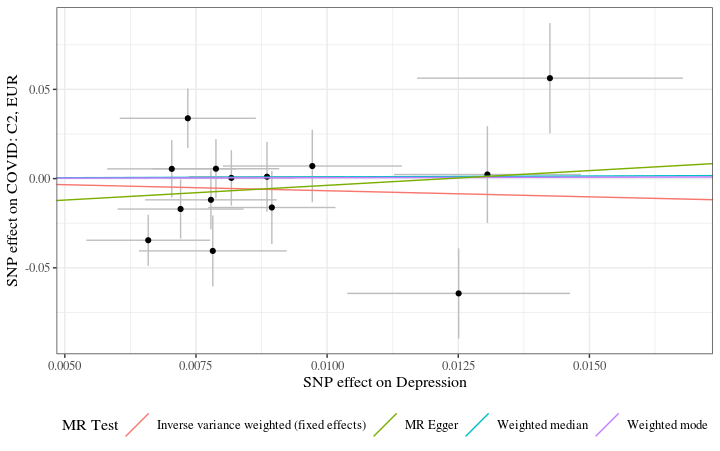 SNP effect on COVID: C2, EUR
0.05
0.00
-0.05
0.0050 0.0075 0.0100 0.0125 0.0150
SNP effect on Depression
MR Test Inverse variance weighted (fixed effects) MR Egger Weighted median Weighted mode